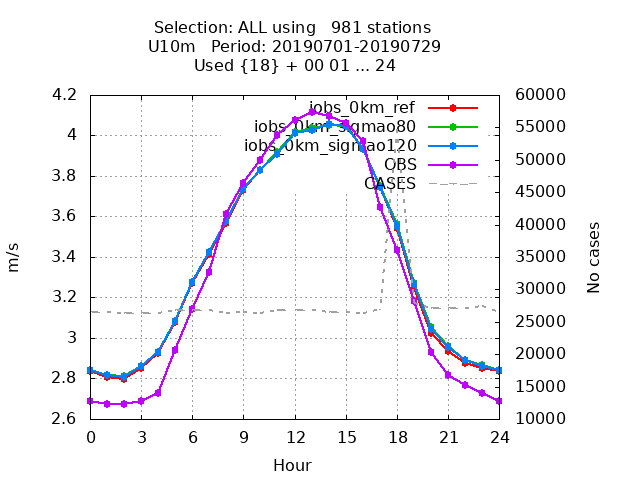 Selection: ALL using   981 stations
U10m   Period: 20190701-20190729
Used {18} + 00 01 ... 24
4.2
4
3.8
3.6
3.4
3.2
3
2.8
2.6
60000
55000
50000
45000
40000
35000
30000
25000
20000
15000
10000
iobs_0km_ref
iobs_0km_sigmao80
iobs_0km_sigmao120
OBS
CASES
m/s
No cases
0 3 6 9 12 15 18 21 24
Hour